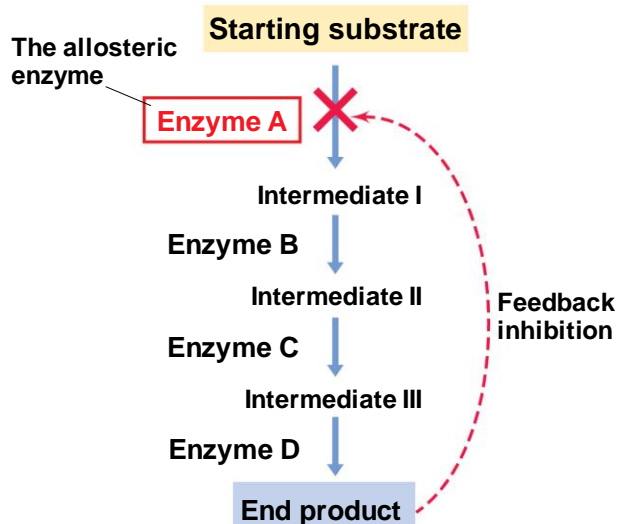 Starting substrate
The allosteric
enzyme
Enzyme A
Intermediate I
Enzyme B
Intermediate II
Feedback
inhibition
Enzyme C
Intermediate III
Enzyme D
End product